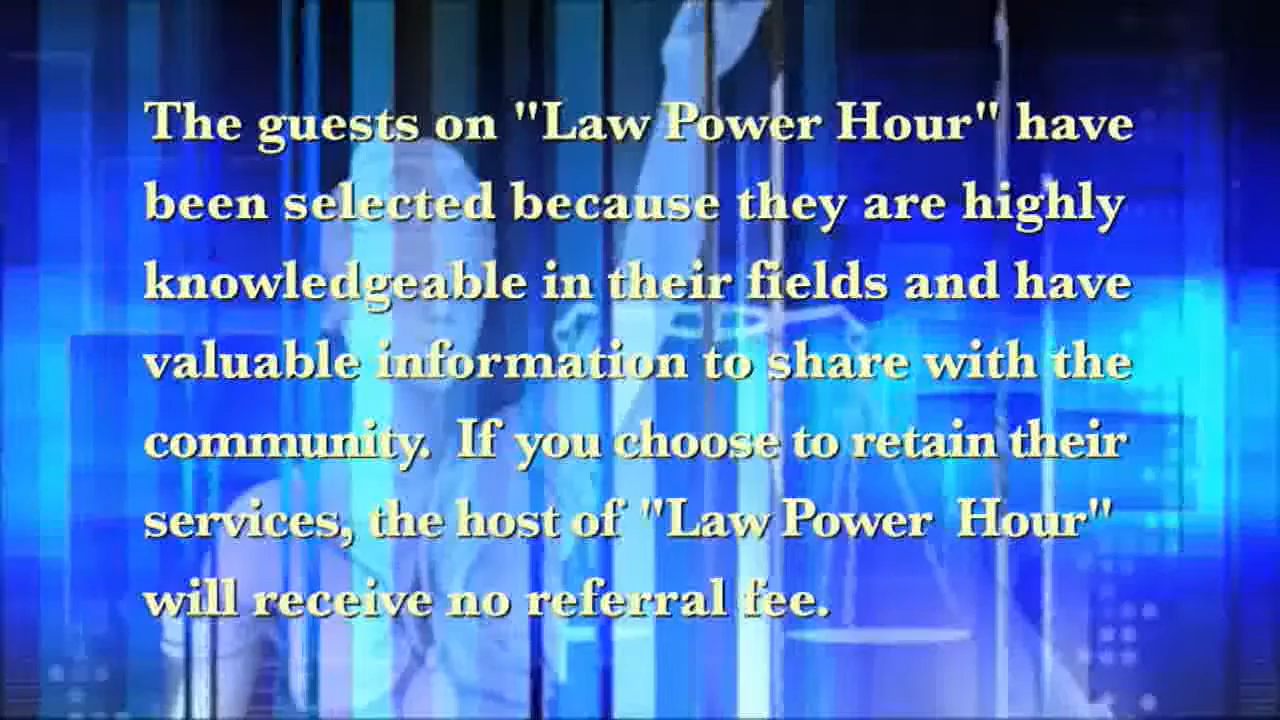 The guests on "Law Power Hour" have
been selected because they are highly
knowledgeable in their fields and have
valuable information to share with the
community.  If you choose to retain their
services, the host of "Law Power  Hour"
will receive no referral fee.